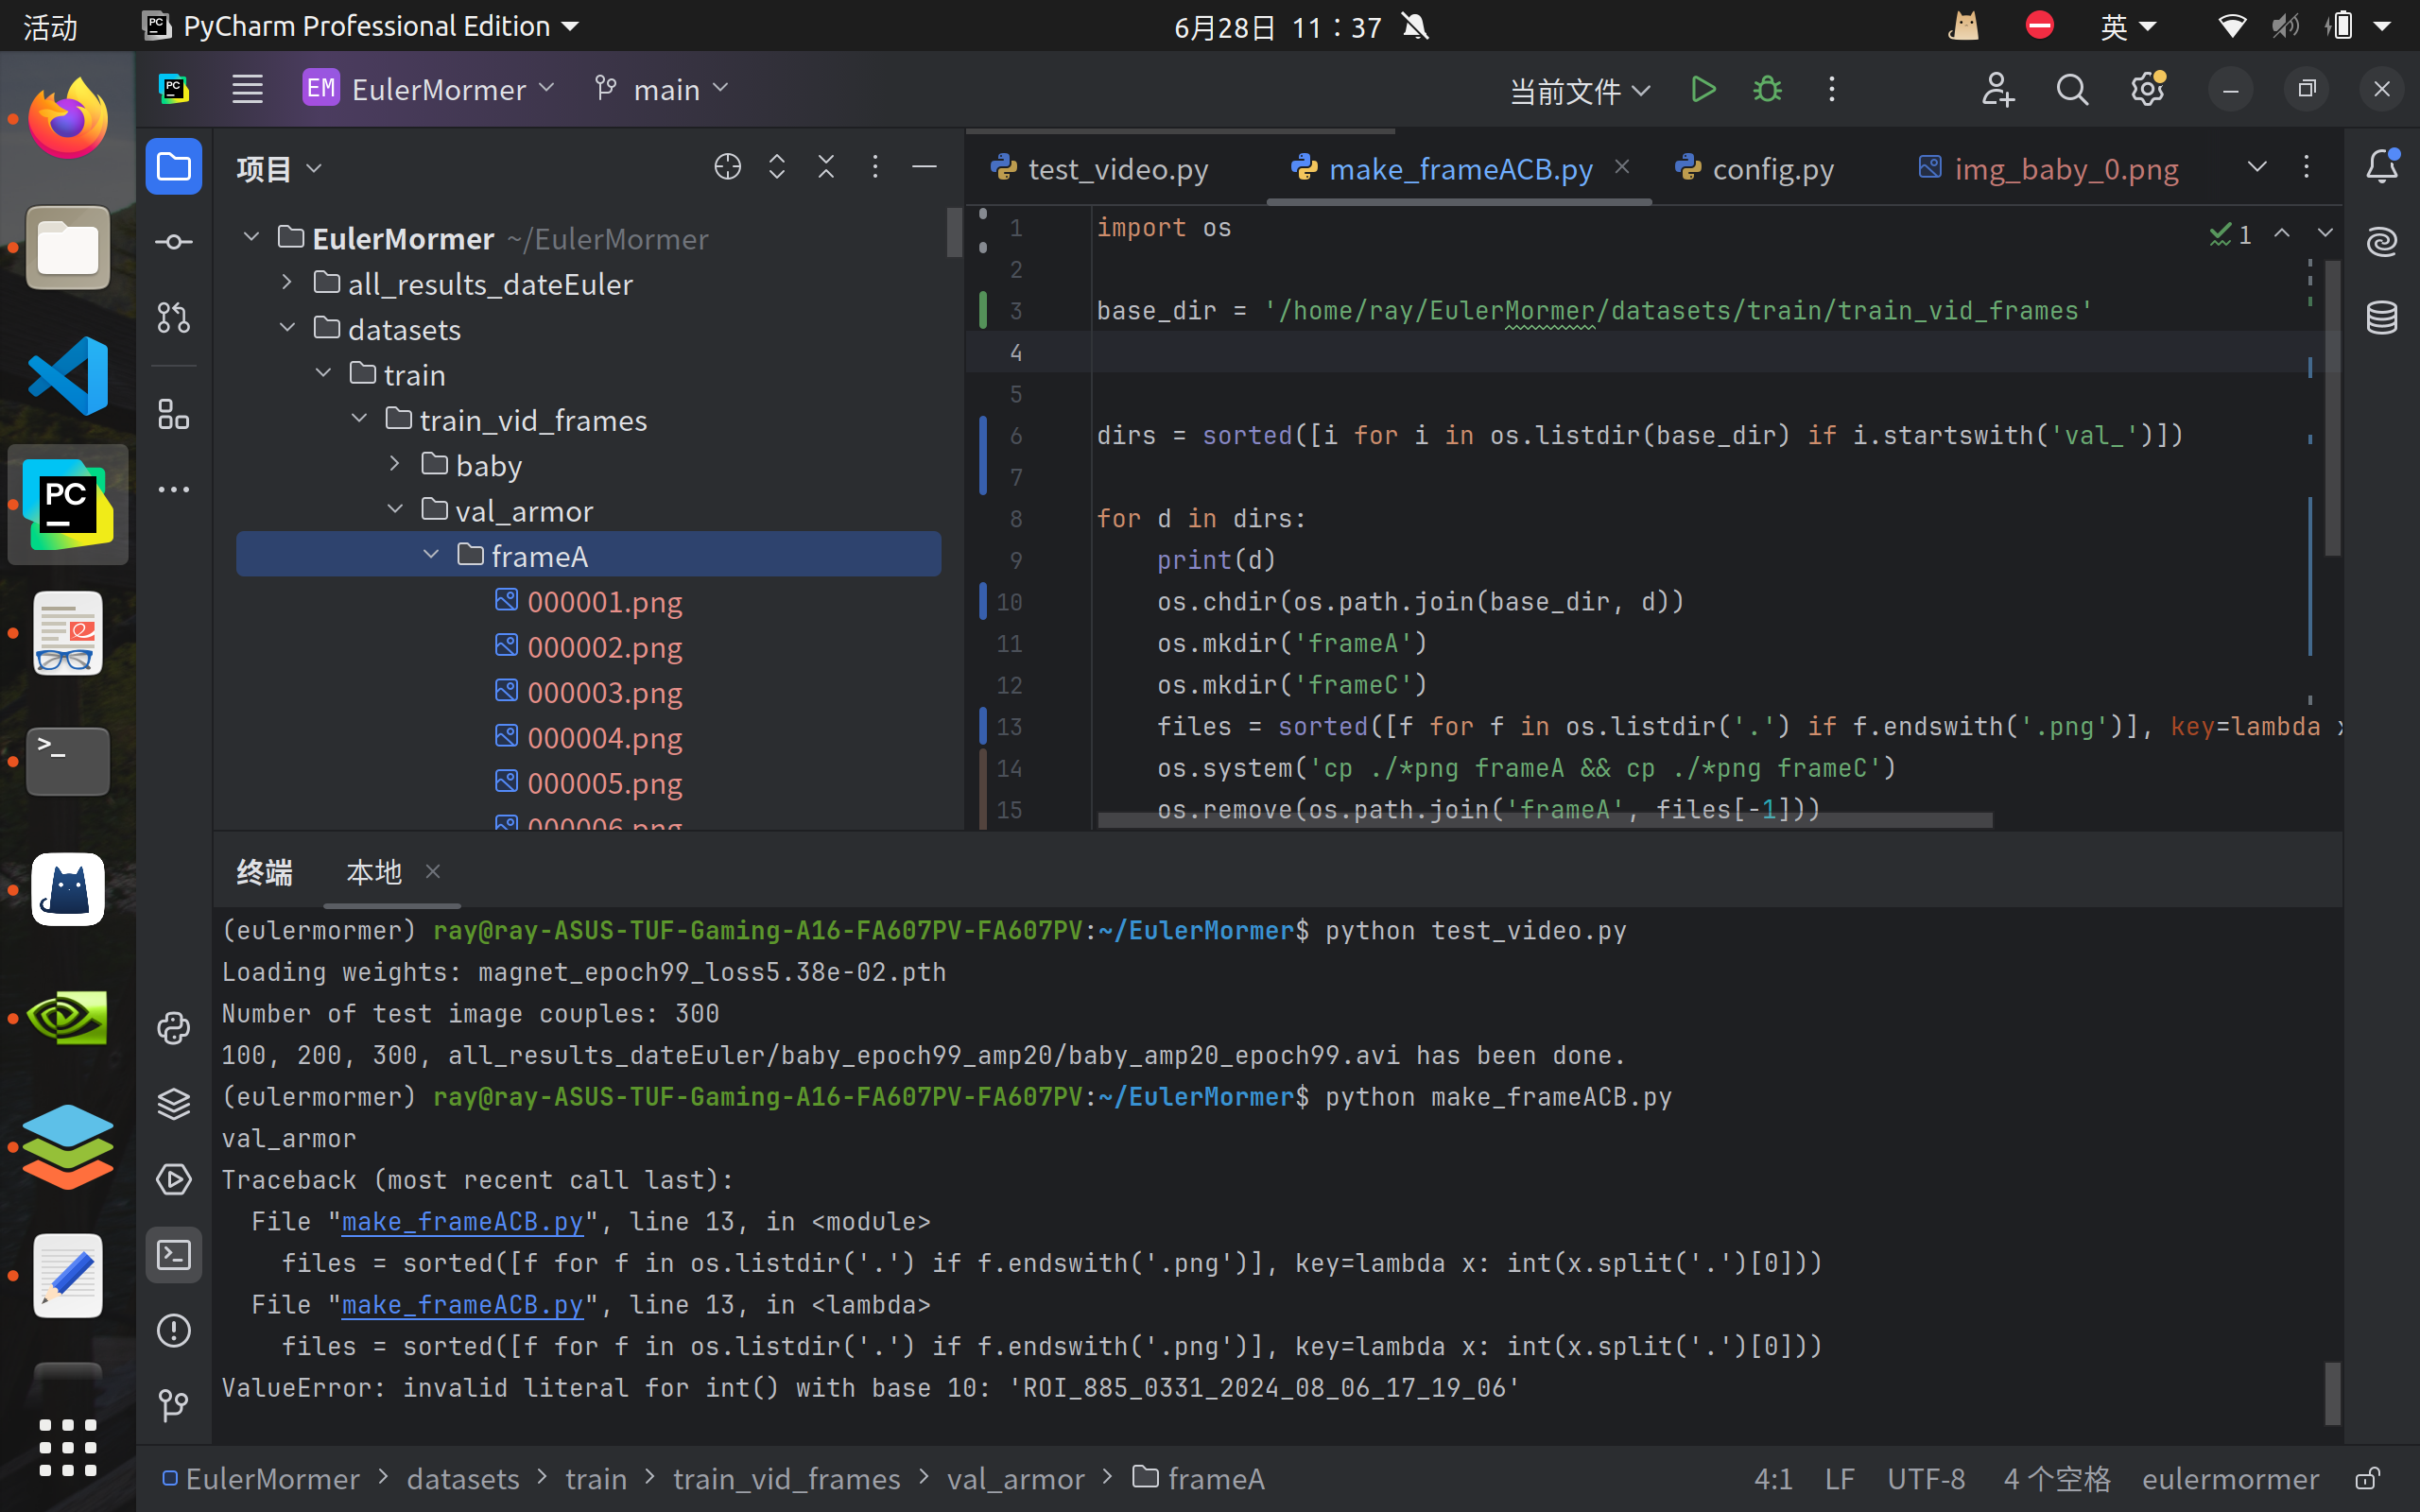 活动
PyCharm Professional Edition
6月28日 11：37
英
EM EulerMormer
main
当前文件
项目
EulerMormer ~/EulerMormer
all_results_dateEuler
datasets
train
train_vid_frames
baby
val_armor
frameA
000001.png
000002.png
000003.png
000004.png
000005.png
000006.png
test_video.py
make_frameACB.py
config.py
img_baby_0.png
1
1 import os
2
3 base_dir = '/home/ray/EulerMormer/datasets/train/train_vid_frames'
4
5
6 dirs = sorted([i for i in os.listdir(base_dir) if i.startswith('val_')])
7
8 for d in dirs:
9     print(d)
10     os.chdir(os.path.join(base_dir, d))
11     os.mkdir('frameA')
12     os.mkdir('frameC')
13     files = sorted([f for f in os.listdir('.') if f.endswith('.png')], key=lambda x
14     os.system('cp ./*png frameA && cp ./*png frameC')
15     os.remove(os.path.join('frameA', files[-1]))
终端
本地
(eulermormer) ray@ray-ASUS-TUF-Gaming-A16-FA607PV-FA607PV:~/EulerMormer$ python test_video.py
Loading weights: magnet_epoch99_loss5.38e-02.pth
Number of test image couples: 300
100, 200, 300, all_results_dateEuler/baby_epoch99_amp20/baby_amp20_epoch99.avi has been done.
(eulermormer) ray@ray-ASUS-TUF-Gaming-A16-FA607PV-FA607PV:~/EulerMormer$ python make_frameACB.py
val_armor
Traceback (most recent call last):
  File "make_frameACB.py", line 13, in <module>
    files = sorted([f for f in os.listdir('.') if f.endswith('.png')], key=lambda x: int(x.split('.')[0]))
  File "make_frameACB.py", line 13, in <lambda>
    files = sorted([f for f in os.listdir('.') if f.endswith('.png')], key=lambda x: int(x.split('.')[0]))
ValueError: invalid literal for int() with base 10: 'ROI_885_0331_2024_08_06_17_19_06'
EulerMormer > datasets > train > train_vid_frames > val_armor > frameA
4:1 LF UTF-8 4 个空格 eulermormer
PC
PC